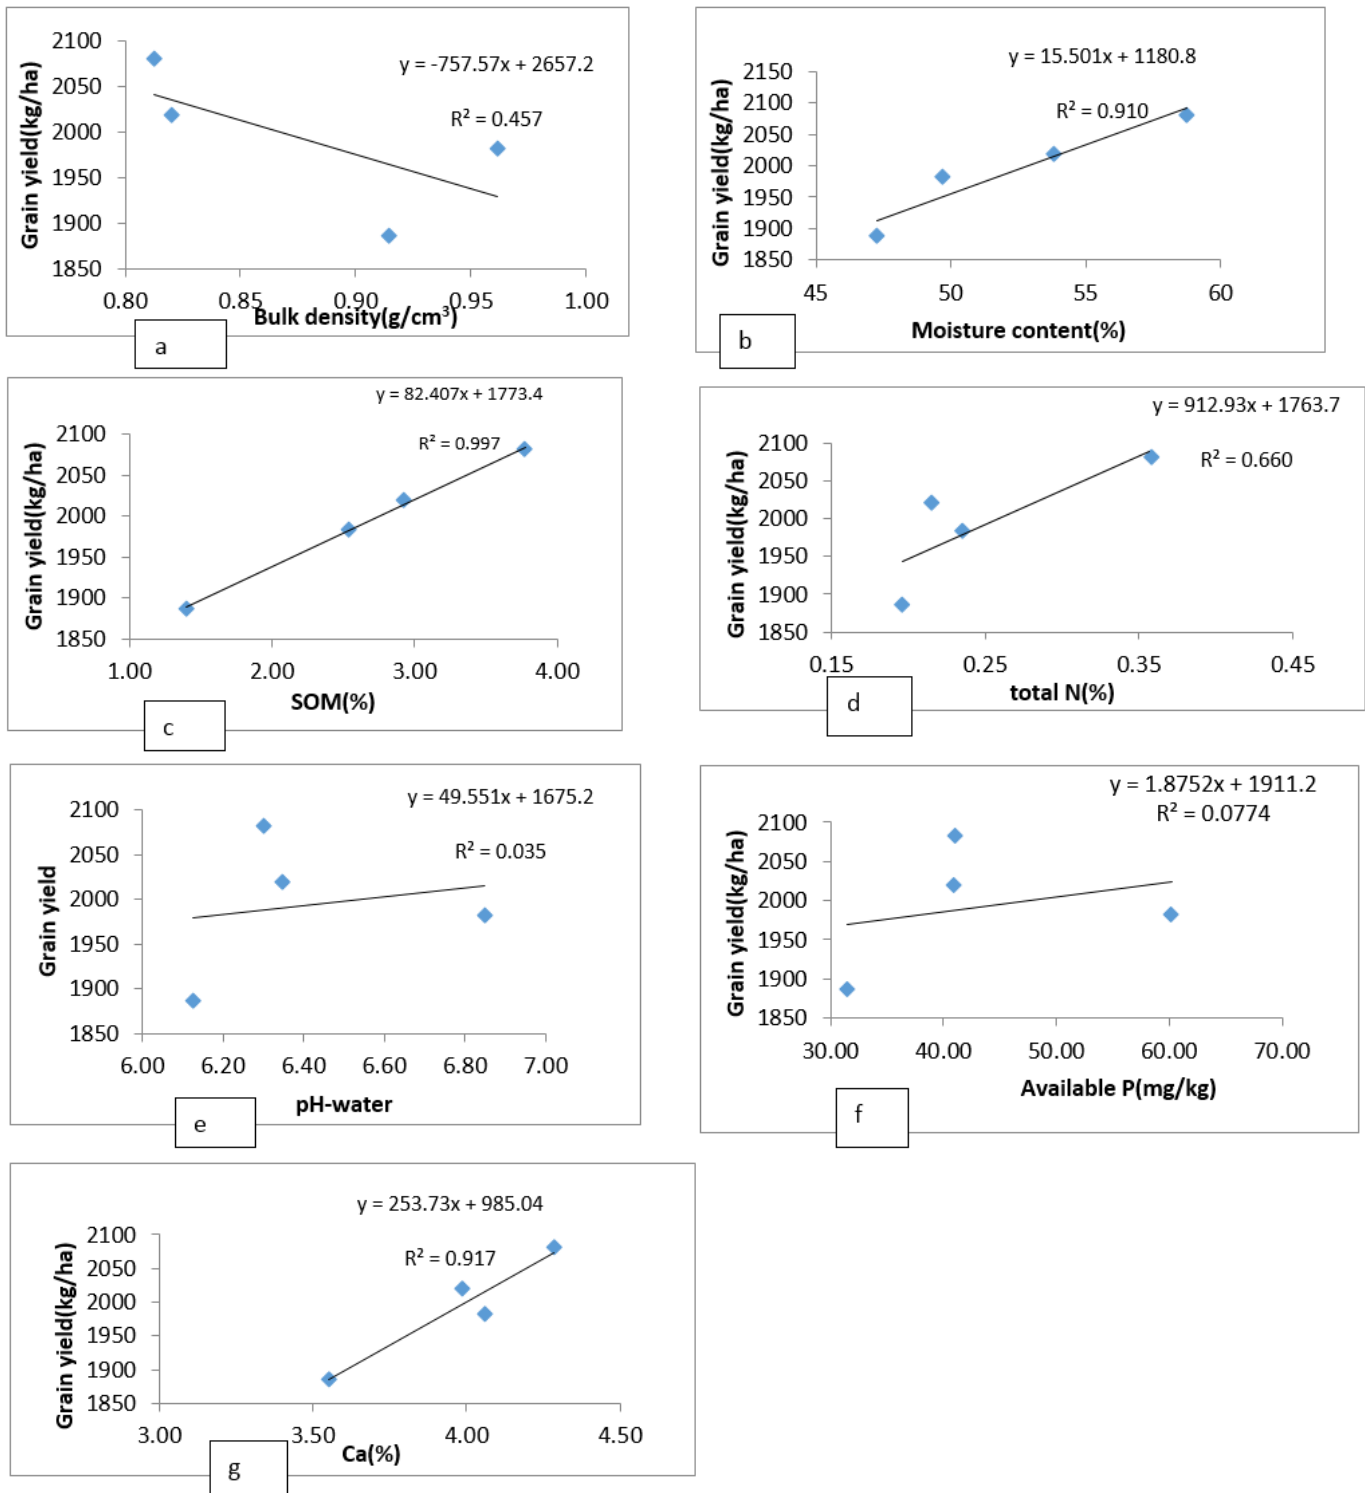 y = -757.57x + 2657.2
R² = 0.457
Grain yield(kg/ha)
2100
2050
2000
1950
1900
1850
0.80 0.85 0.90 0.95 1.00
Bulk density(g/cm³)
a
y = 15.501x + 1180.8
R² = 0.910
Grain yield(kg/ha)
2150
2100
2050
2000
1950
1900
1850
45 50 55 60
Moisture content(%)
b
y = 82.407x + 1773.4
R² = 0.997
Grain yield(kg/ha)
2100
2050
2000
1950
1900
1850
1.00 2.00 3.00 4.00
SOM(%)
c
y = 912.93x + 1763.7
R² = 0.660
Grain yield(kg/ha)
2100
2050
2000
1950
1900
1850
0.15 0.25 0.35 0.45
total N(%)
d
y = 49.551x + 1675.2
R² = 0.035
Grain yield
2100
2050
2000
1950
1900
1850
6.00 6.20 6.40 6.60 6.80 7.00
pH-water
e
y = 1.8752x + 1911.2
R² = 0.0774
Grain yield(kg/ha)
2100
2050
2000
1950
1900
1850
30.00 40.00 50.00 60.00 70.00
Available P(mg/kg)
f
y = 253.73x + 985.04
R² = 0.917
Grain yield(kg/ha)
2100
2050
2000
1950
1900
1850
3.00 3.50 4.00 4.50
Ca(%)
g